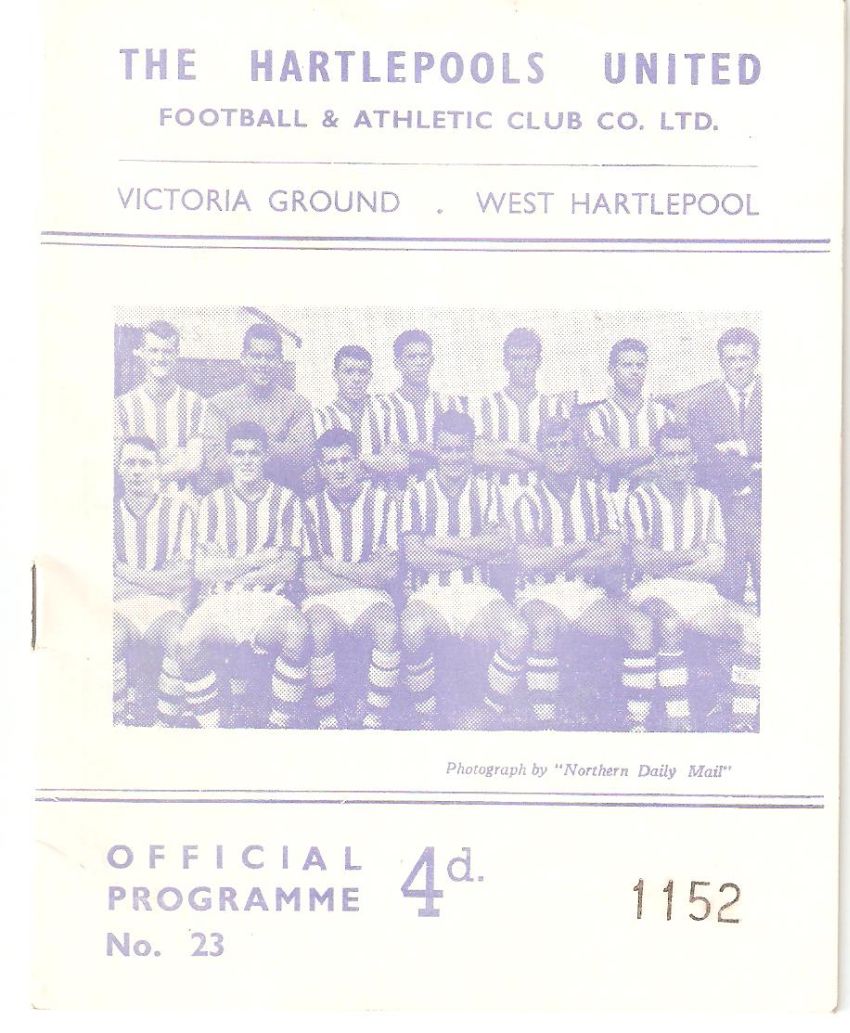 THE HARTLEPOOLS UNITED
FOOTBALL & ATHLETIC CLUB CO. LTD.
VICTORIA GROUND . WEST HARTLEPOOL
Photograph by "Northern Daily Mail"
OFFICIAL
PROGRAMME
4d.
No. 23
1152